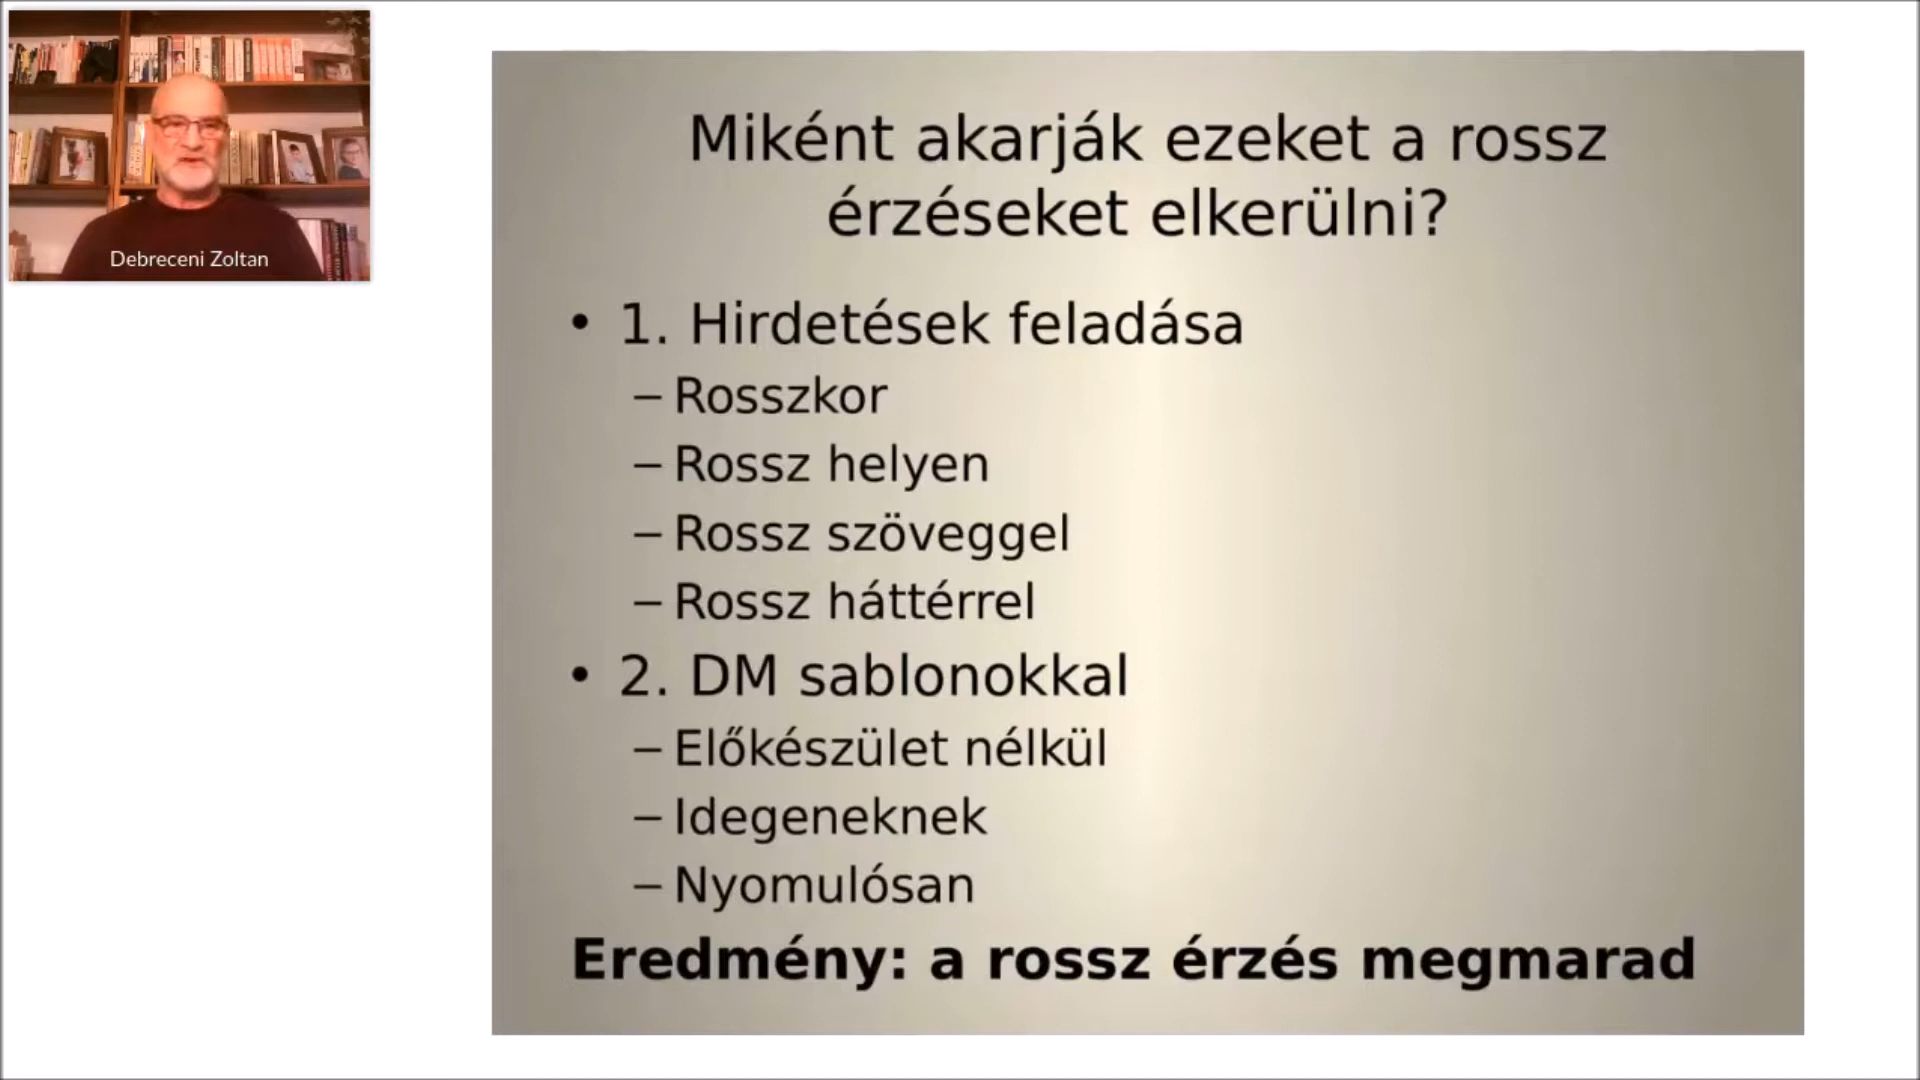 Debreceni Zoltan
Miként akarják ezeket a rossz
érzéseket elkerülni?
• 1. Hirdetések feladása
– Rosszkor
– Rossz helyen
– Rossz szöveggel
– Rossz háttérrel
• 2. DM sablonokkal
– Előkészület nélkül
– Idegeneknek
– Nyomulósan
Eredmény: a rossz érzés megmarad